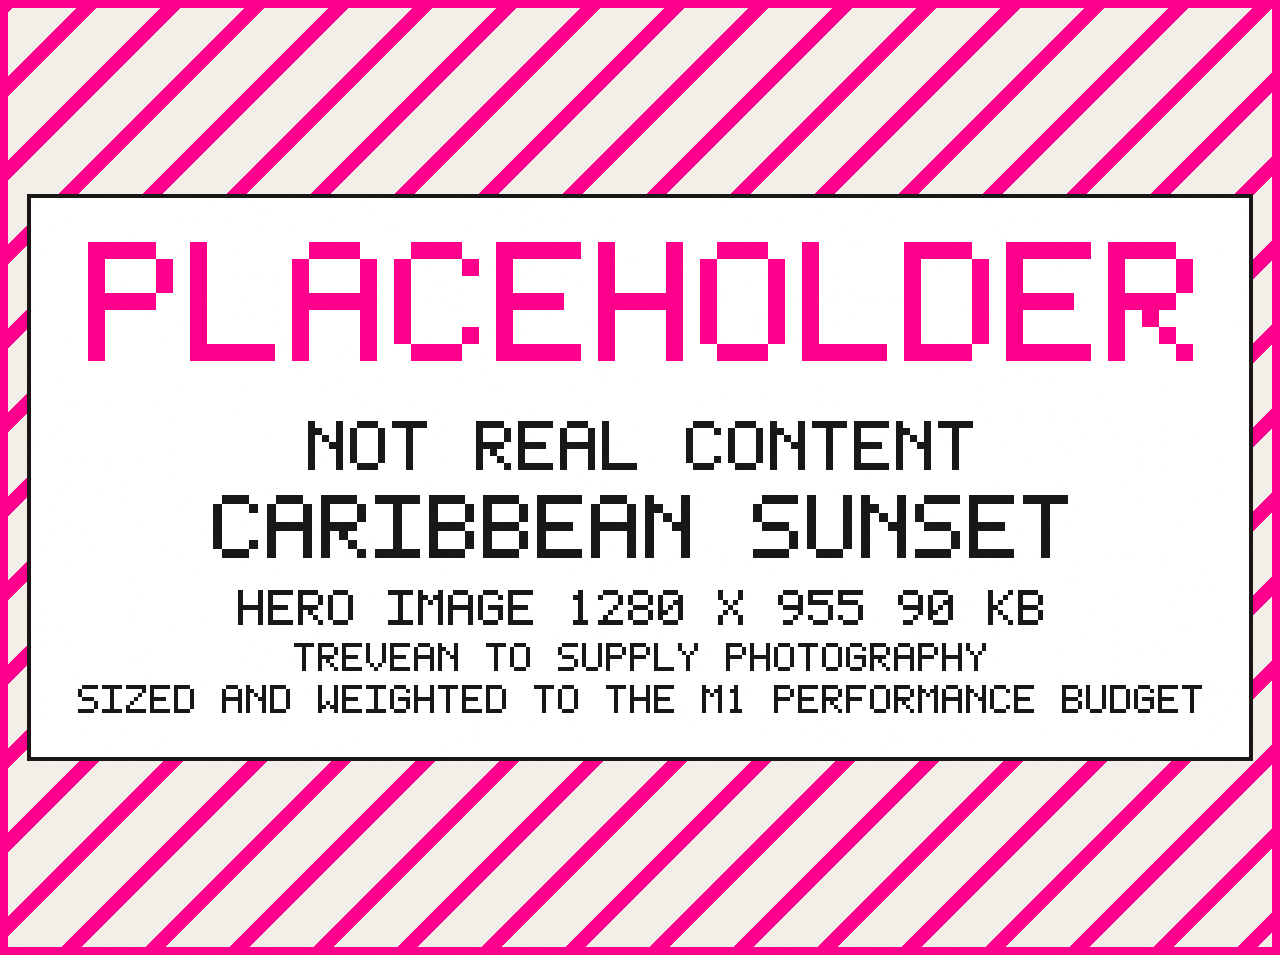 PLACEHOLDER
NOT REAL CONTENT
CARIBBEAN SUNSET
HERO IMAGE 1280 X 955 90 KB
TREVEAN TO SUPPLY PHOTOGRAPHY
SIZED AND WEIGHTED TO THE M1 PERFORMANCE BUDGET